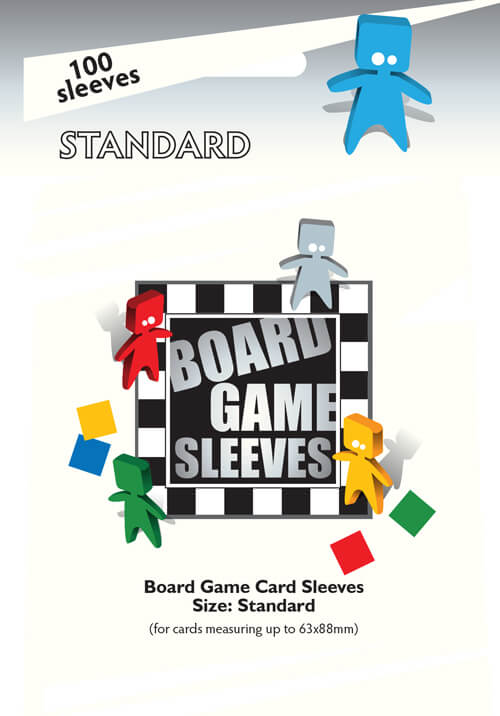 100
sleeves
STANDARD
BOARD
GAME
SLEEVES
Board Game Card Sleeves
Size: Standard
(for cards measuring up to 63x88mm)